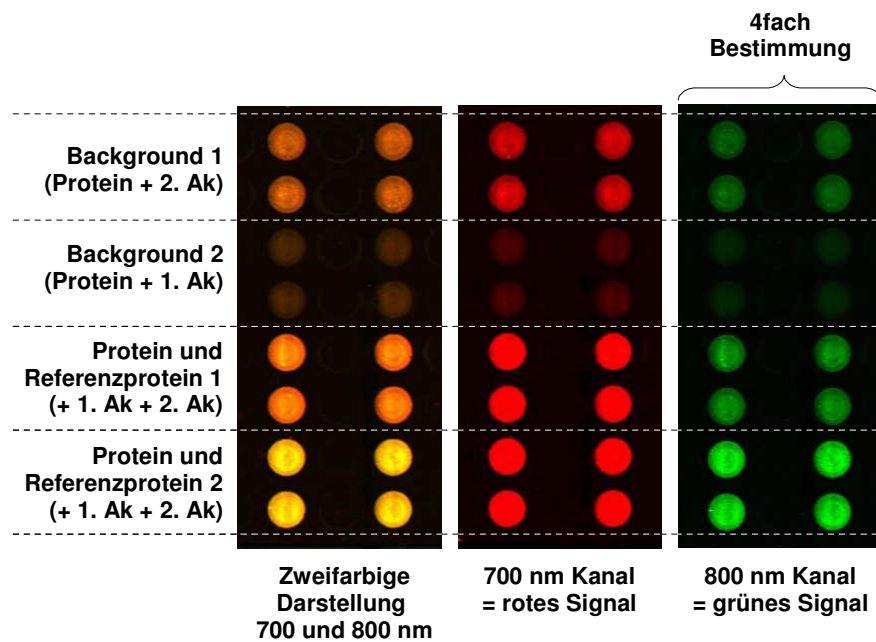 4fach
Bestimmung
Background 1
(Protein + 2. Ak)
Background 2
(Protein + 1. Ak)
Protein und
Referenzprotein 1
(+ 1. Ak + 2. Ak)
Protein und
Referenzprotein 2
(+ 1. Ak + 2. Ak)
Zweifarbige
Darstellung
700 und 800 nm
700 nm Kanal
= rotes Signal
800 nm Kanal
= grünes Signal